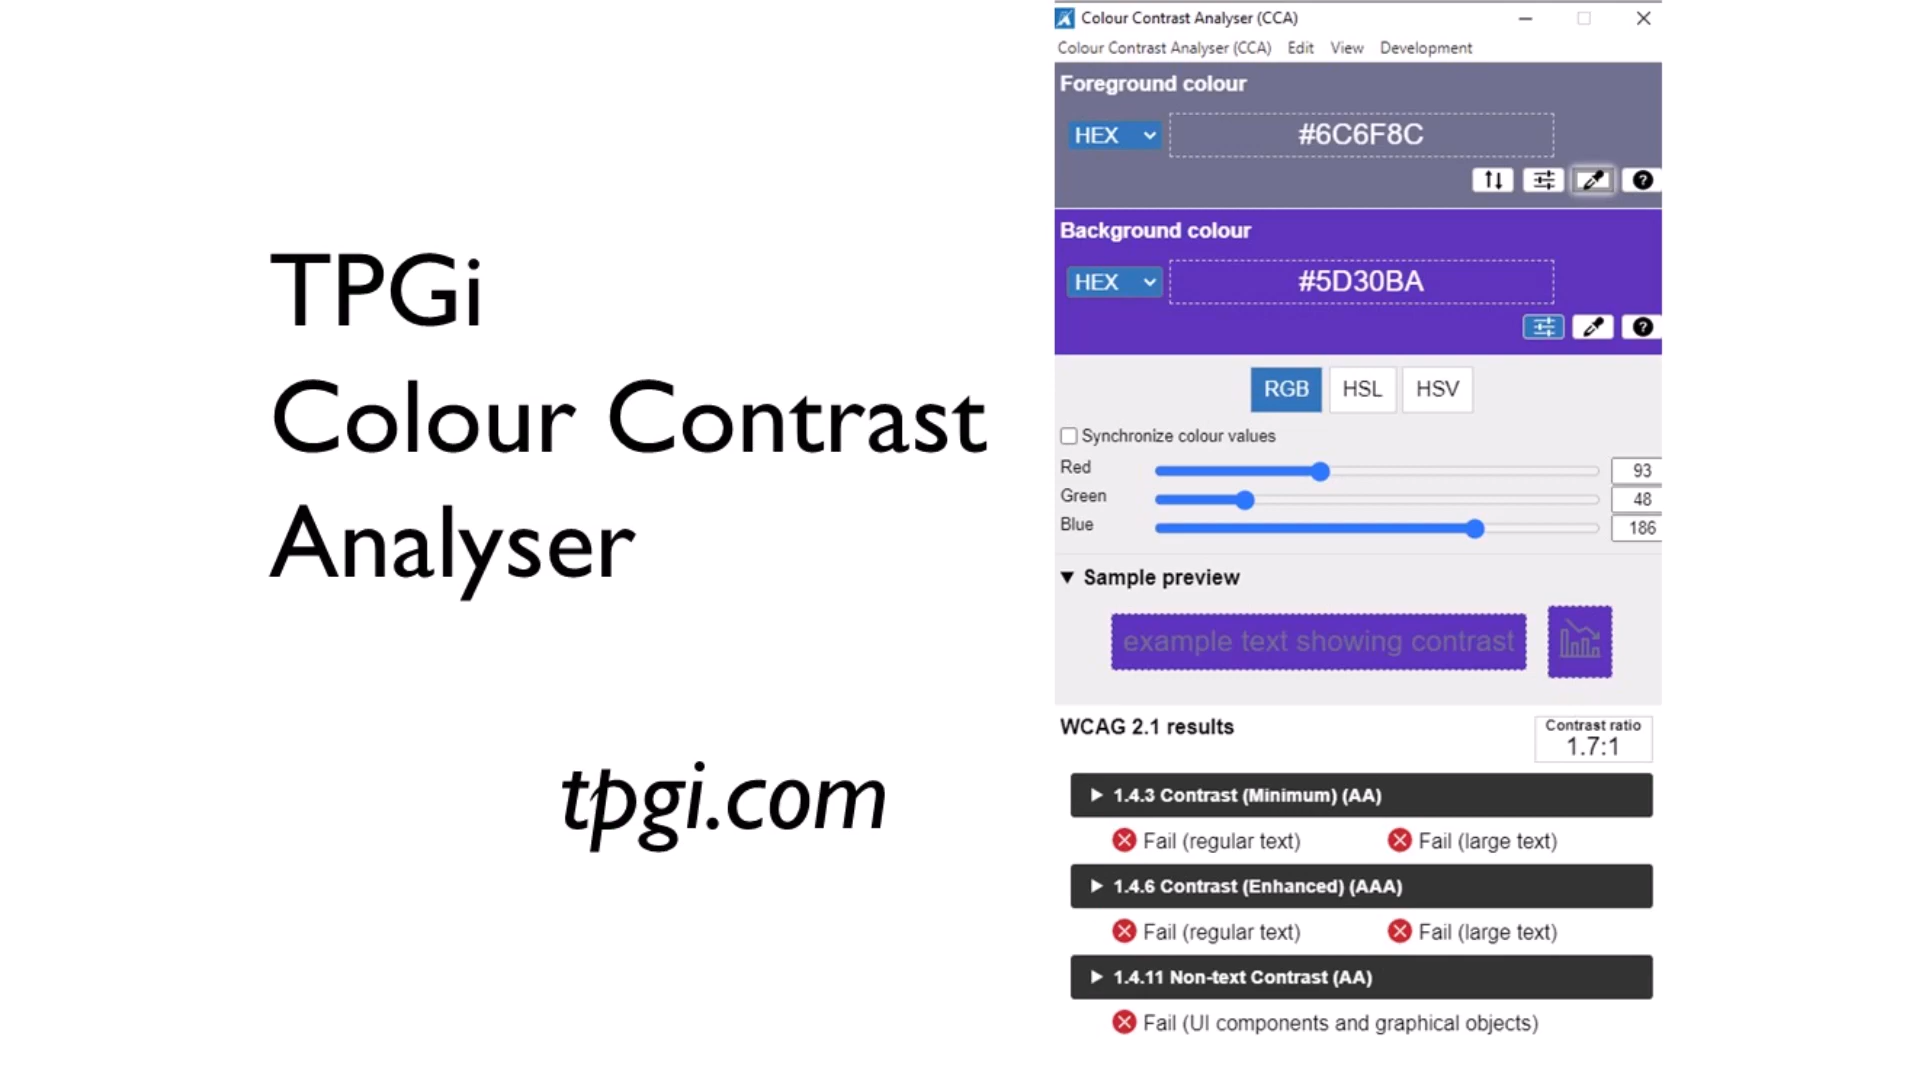 TPGi
Colour Contrast
Analyser
tpgi.com
Colour Contrast Analyser (CCA)
Colour Contrast Analyser (CCA) Edit View Development
Foreground colour
HEX #6C6F8C
Background colour
HEX #5D30BA
RGB HSL HSV
Synchronize colour values
Red 93
Green 48
Blue 186
Sample preview
example text showing contrast
WCAG 2.1 results
Contrast ratio
1.7:1
1.4.3 Contrast (Minimum) (AA)
Fail (regular text) Fail (large text)
1.4.6 Contrast (Enhanced) (AAA)
Fail (regular text) Fail (large text)
1.4.11 Non-text Contrast (AA)
Fail (UI components and graphical objects)